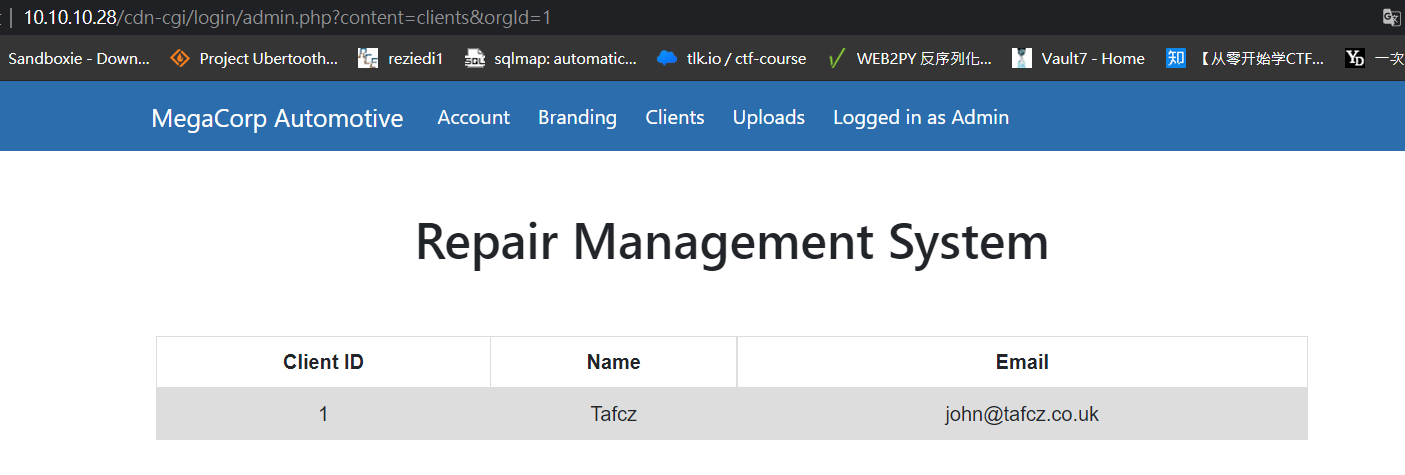 10.10.10.28/cdn-cgi/login/admin.php?content=clients&orgId=1
Sandboxie - Down... Project Ubertooth... reziedi1 sqlmap: automatic... tlk.io / ctf-course WEB2PY 反序列化... Vault7 - Home 【从零开始学CTF... 一次
MegaCorp Automotive Account Branding Clients Uploads Logged in as Admin
Repair Management System
Client ID Name Email
1 Tafcz john@tafcz.co.uk